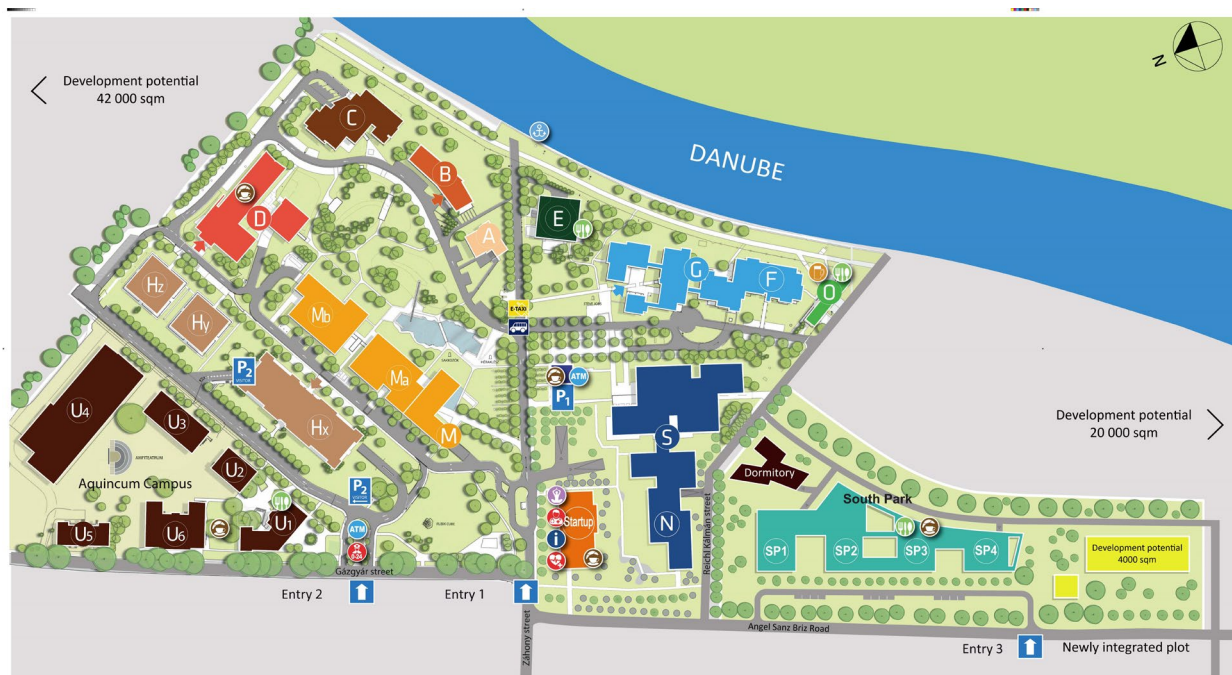 Development potential
42 000 sqm
N
DANUBE
C
B
D
A
E
G
F
O
Hz
Hy
Mb
E-TAXI
Ma
M
P2
VISITOR
Hx
ATM
P1
S
U4
U3
U2
AMFITEATRUM
Aquincum Campus
U5
U6
U1
P2
VISITOR
ATM
0-24
Gázgyár street
Entry 2
Entry 1
Záhony street
Startup
i
N
Reichl Kálmán street
Dormitory
South Park
SP1
SP2
SP3
SP4
Development potential
20 000 sqm
Development potential
4000 sqm
Angel Sanz Briz Road
Entry 3
Newly integrated plot